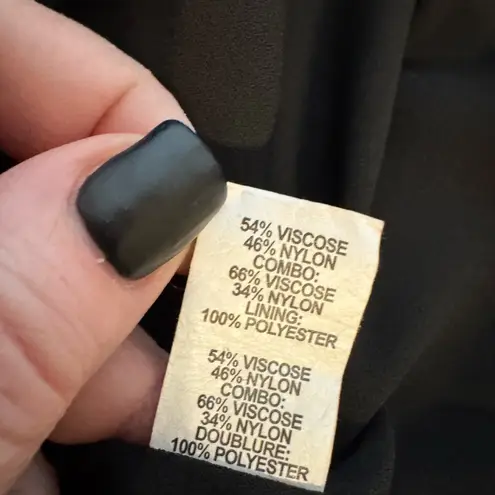 54% VISCOSE
46% NYLON
COMBO:
66% VISCOSE
34% NYLON
LINING:
100% POLYESTER
54% VISCOSE
46% NYLON
COMBO:
66% VISCOSE
34% NYLON
DOUBLURE:
100% POLYESTER